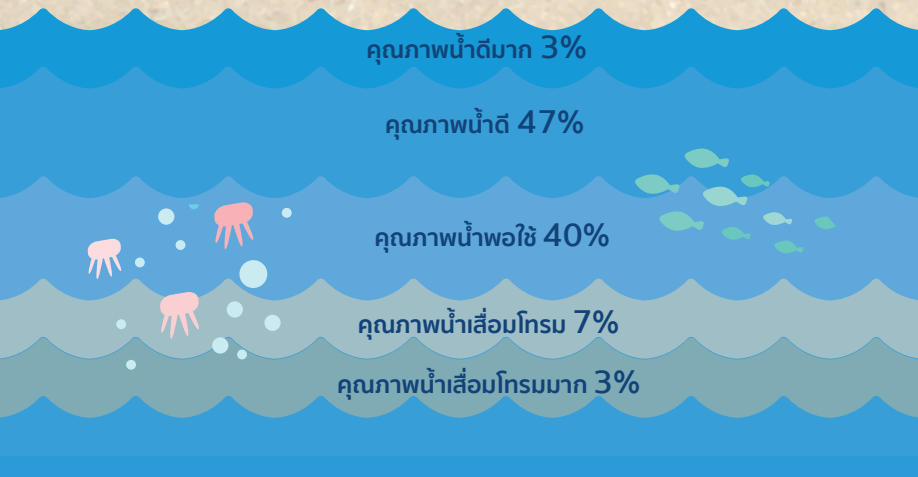 คุณภาพน้ำดีมาก 3%
คุณภาพน้ำดี 47%
คุณภาพน้ำพอใช้ 40%
คุณภาพน้ำเสื่อมโทรม 7%
คุณภาพน้ำเสื่อมโทรมมาก 3%